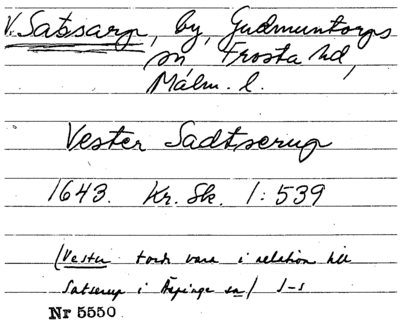 V. Satsarp, by, Gudmuntorps
sn Frosta hd,
Malm. l.
Vester Sadtserup
1643. Kr. Sk. 1:539
(Vester torde vara i relation till
Satserup i Äspinge sn) J-s
Nr 5550